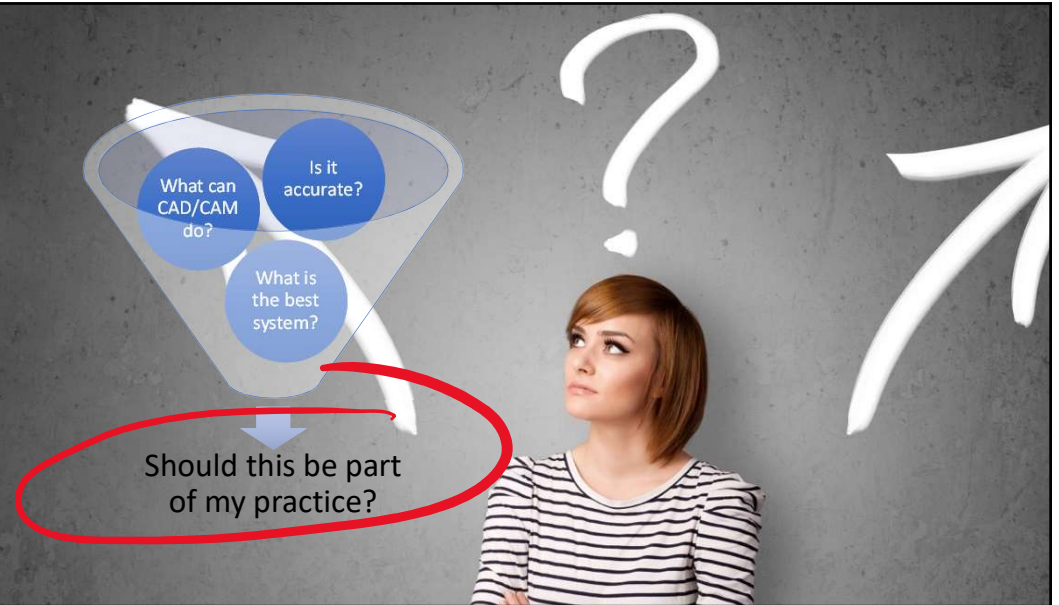 Is it
accurate?
What can
CAD/CAM
do?
What is
the best
system?
Should this be part
of my practice?